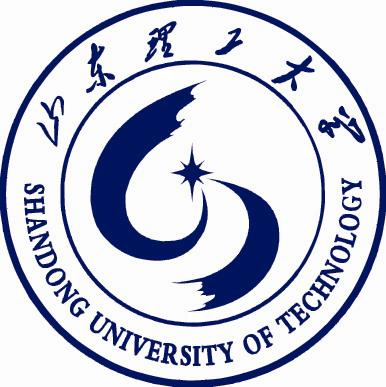 山东理工大学
SHANDONG UNIVERSITY OF TECHNOLOGY